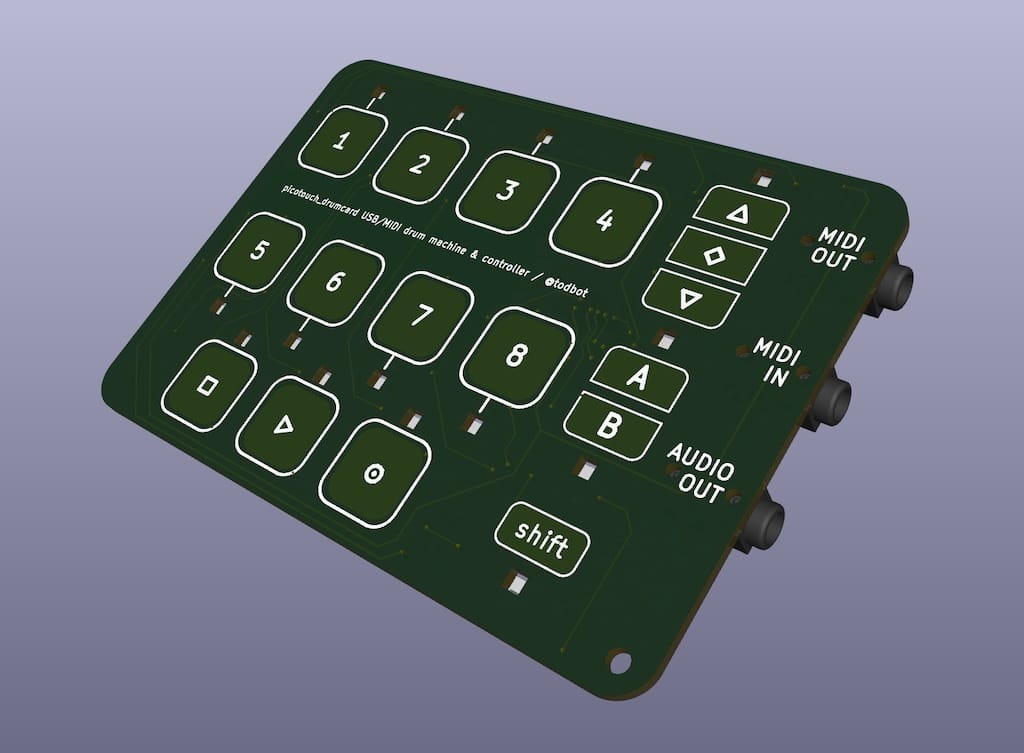 1 2 3 4
picotouch_drumcard USB/MIDI drum machine & controller / @todbot
MIDI
OUT
5 6 7 8
MIDI
IN
A
B
AUDIO
OUT
shift